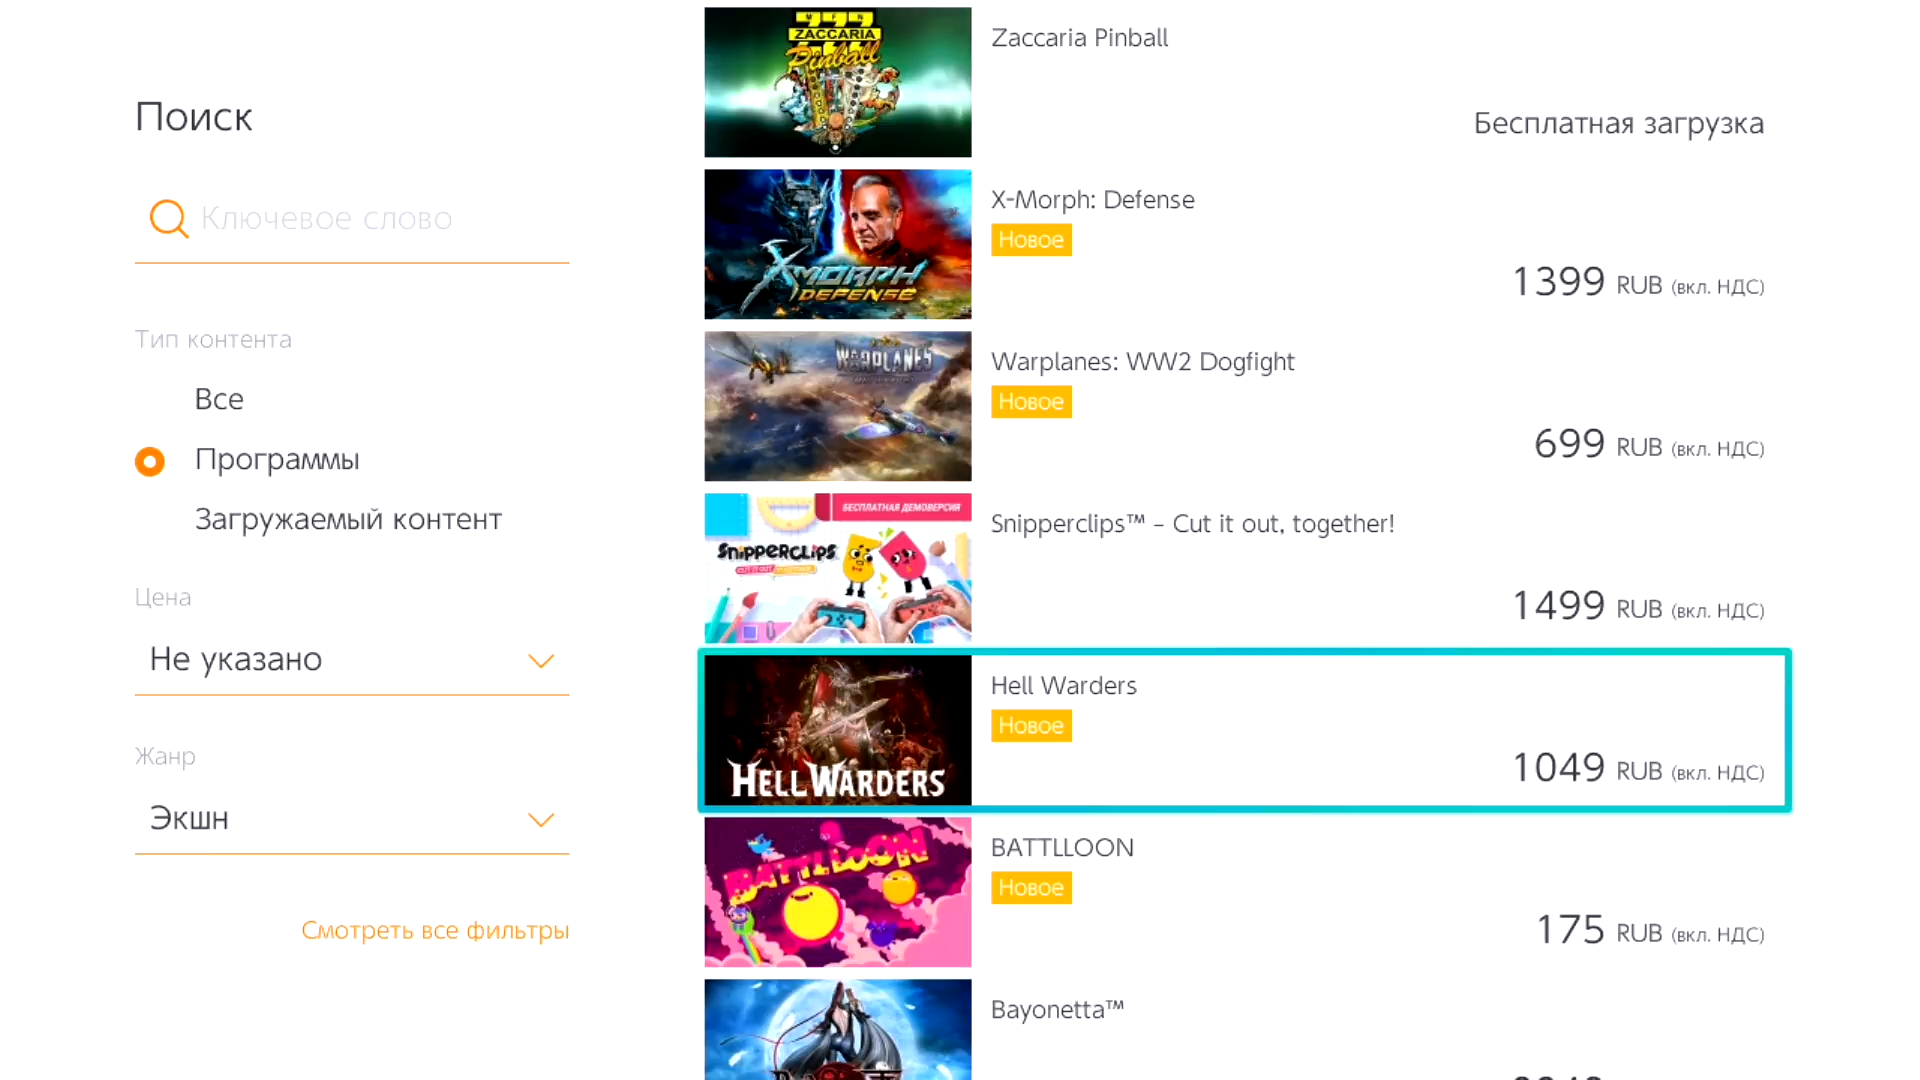 Поиск
Ключевое слово
Тип контента
Все
Программы
Загружаемый контент
Цена
Не указано
Жанр
Экшн
Смотреть все фильтры
ZACCARIA
Pinball
Zaccaria Pinball
Бесплатная загрузка
XMORPH
DEFENSE
X-Morph: Defense
Новое
1399 RUB (вкл. НДС)
WARPLANES
Warplanes: WW2 Dogfight
Новое
699 RUB (вкл. НДС)
БЕСПЛАТНАЯ ДЕМОВЕРСИЯ
SNIPPERCLIPS
Snipperclips™ – Cut it out, together!
1499 RUB (вкл. НДС)
HELL WARDERS
Hell Warders
Новое
1049 RUB (вкл. НДС)
BATTLLOON
BATTLLOON
Новое
175 RUB (вкл. НДС)
Bayonetta™